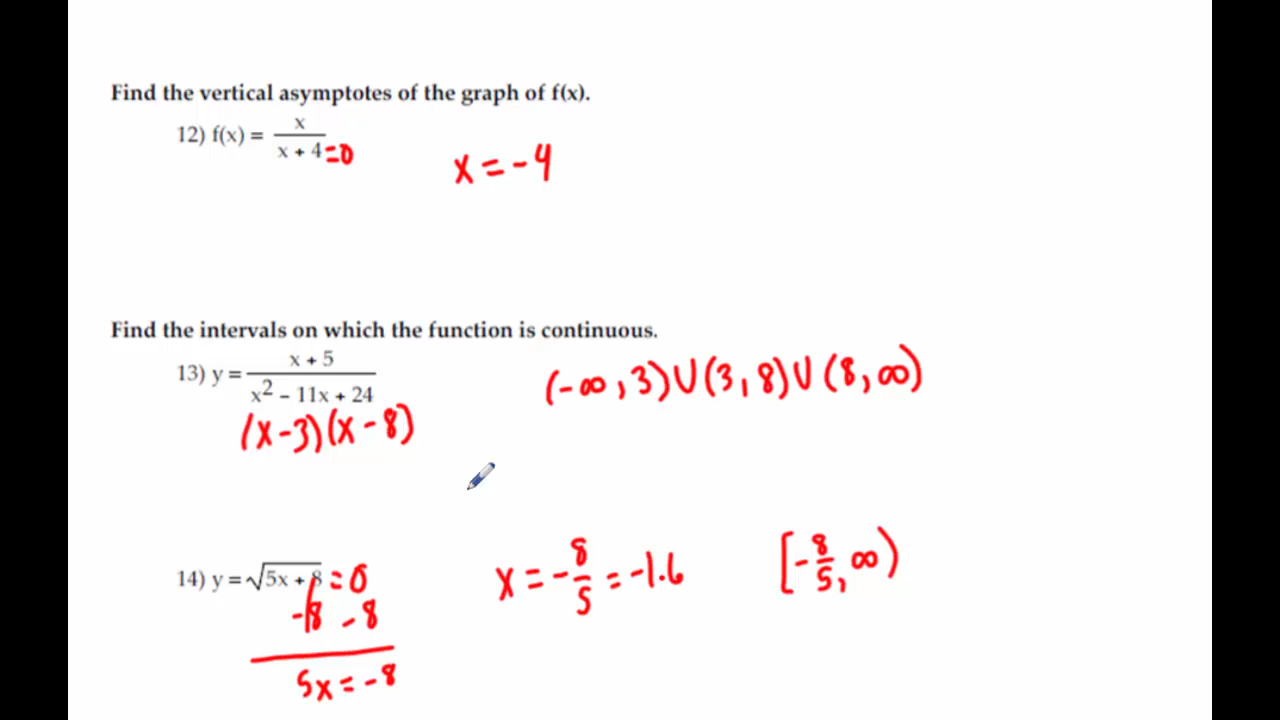 Find the vertical asymptotes of the graph of f(x).
12) f(x) = x / x + 4 = 0
x = -4
Find the intervals on which the function is continuous.
13) y = x + 5 / x² - 11x + 24
(-∞, 3) U (3, 8) U (8, ∞)
(x - 3)(x - 8)
14) y = √5x + 8 = 0
x = -8/5 = -1.6
[-8/5, ∞)
-8 -8
5x = -8